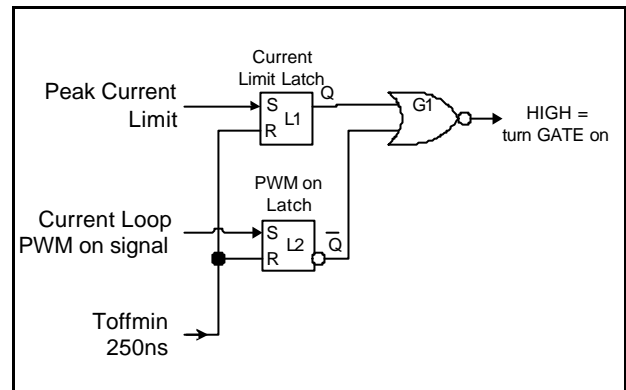 Current
Limit Latch
Peak Current
Limit
S
Q
L1
R
G1
HIGH =
turn GATE on
PWM on
Latch
Current Loop
PWM on signal
S
L2
Q̅
R
Toffmin
250ns